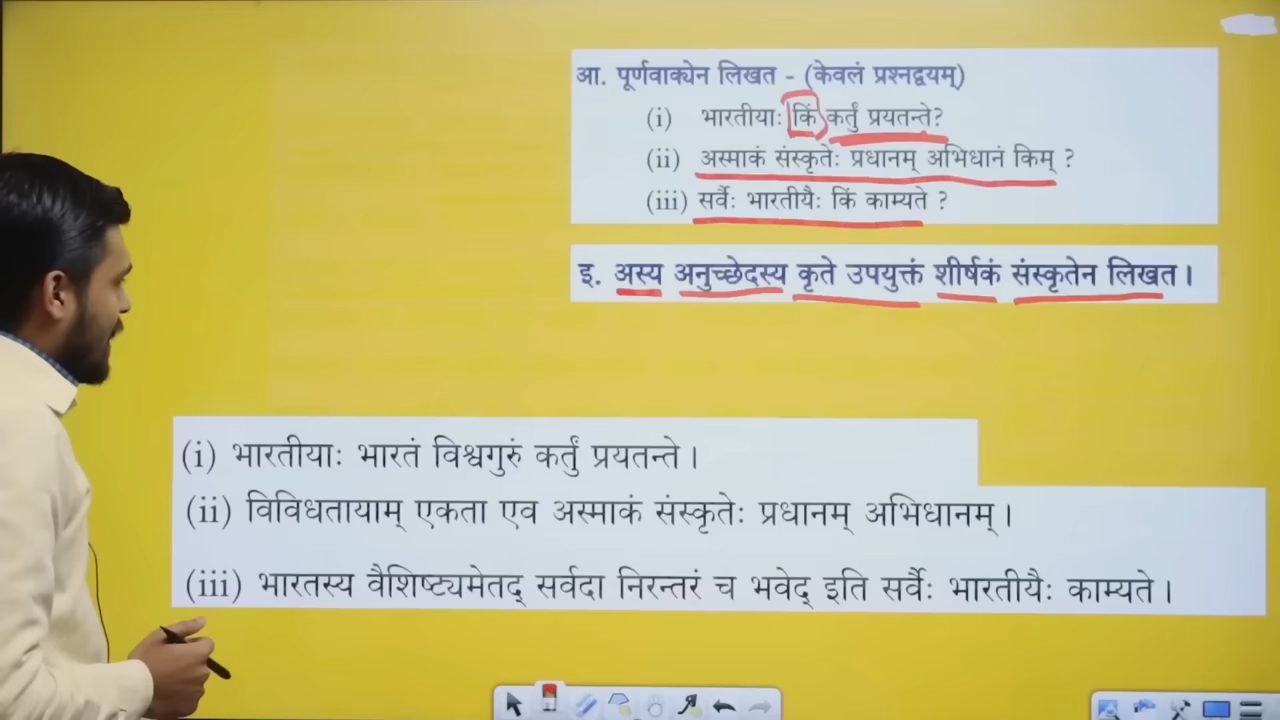 आ. पूर्णवाक्येन लिखत - (केवलं प्रश्नद्वयम्)
(i) भारतीयाः किं कर्तुं प्रयतन्ते?
(ii) अस्माकं संस्कृतेः प्रधानम् अभिधानं किम् ?
(iii) सर्वैः भारतीयैः किं काम्यते ?
इ. अस्य अनुच्छेदस्य कृते उपयुक्तं शीर्षकं संस्कृतेन लिखत।
(i) भारतीयाः भारतं विश्वगुरुं कर्तुं प्रयतन्ते।
(ii) विविधतायाम् एकता एव अस्माकं संस्कृतेः प्रधानम् अभिधानम्।
(iii) भारतस्य वैशिष्ट्यमेतद् सर्वदा निरन्तरं च भवेद् इति सर्वैः भारतीयैः काम्यते।